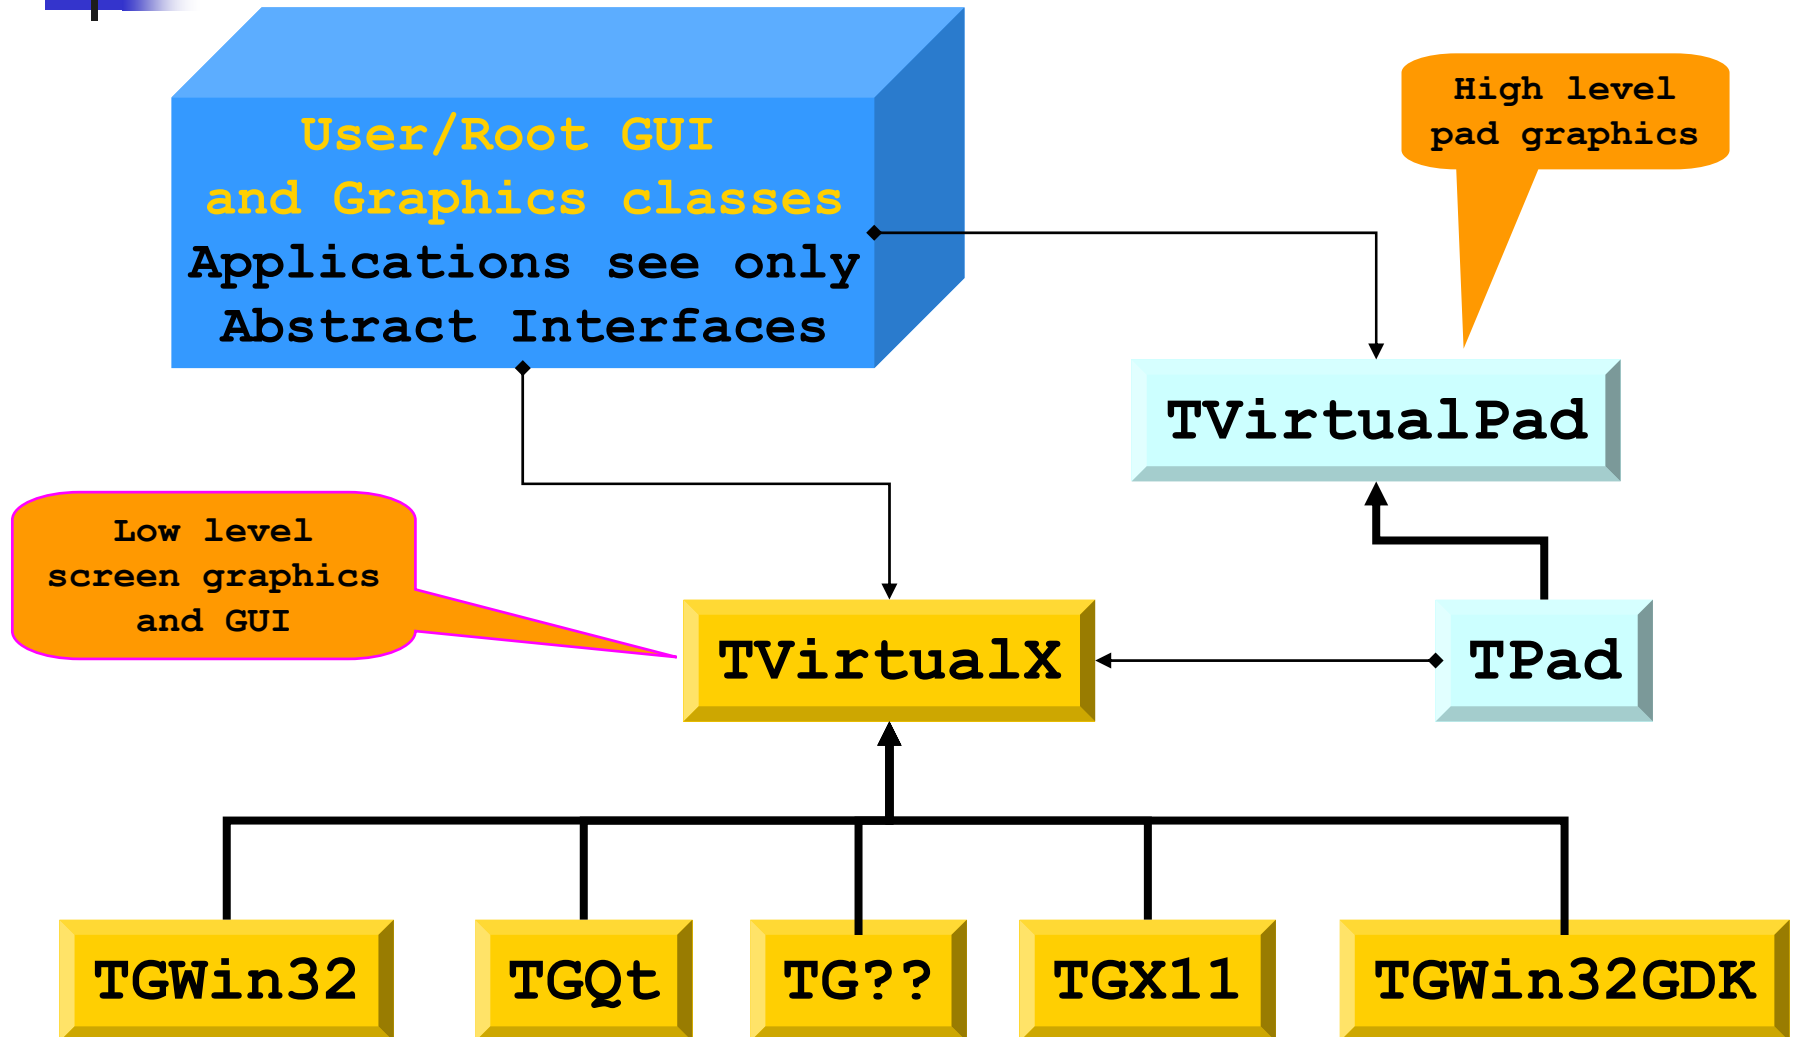 User/Root GUI
and Graphics classes
Applications see only
Abstract Interfaces
High level
pad graphics
TVirtualPad
Low level
screen graphics
and GUI
TVirtualX
TPad
TGWin32
TGQt
TG??
TGX11
TGWin32GDK